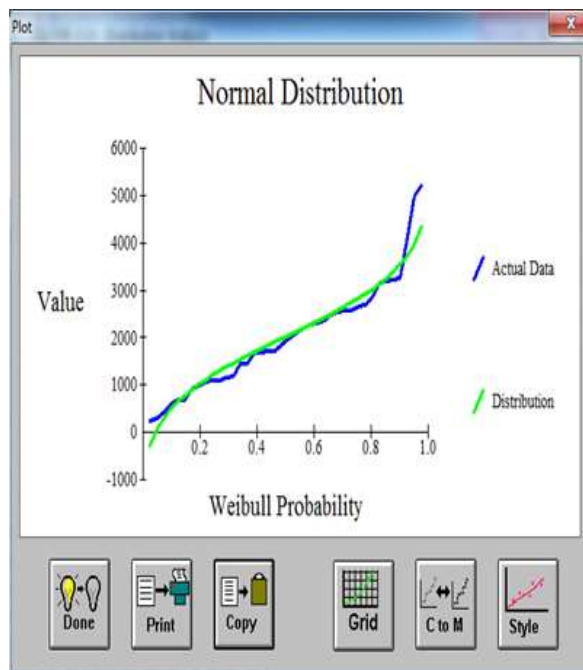 Plot
Normal Distribution
6000
5000
4000
3000
2000
1000
0
-1000
0.2 0.4 0.6 0.8 1.0
Value
Weibull Probability
Actual Data
Distribution
Done
Print
Copy
Grid
C to M
Style